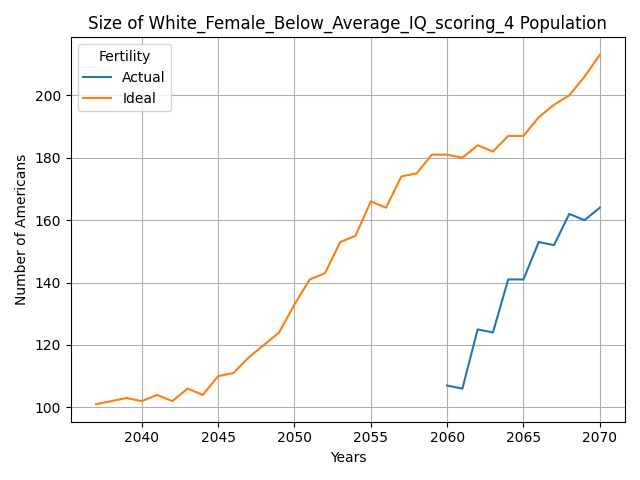 Size of White_Female_Below_Average_IQ_scoring_4 Population
Fertility
Actual
Ideal
Number of Americans
200
180
160
140
120
100
2040 2045 2050 2055 2060 2065 2070
Years